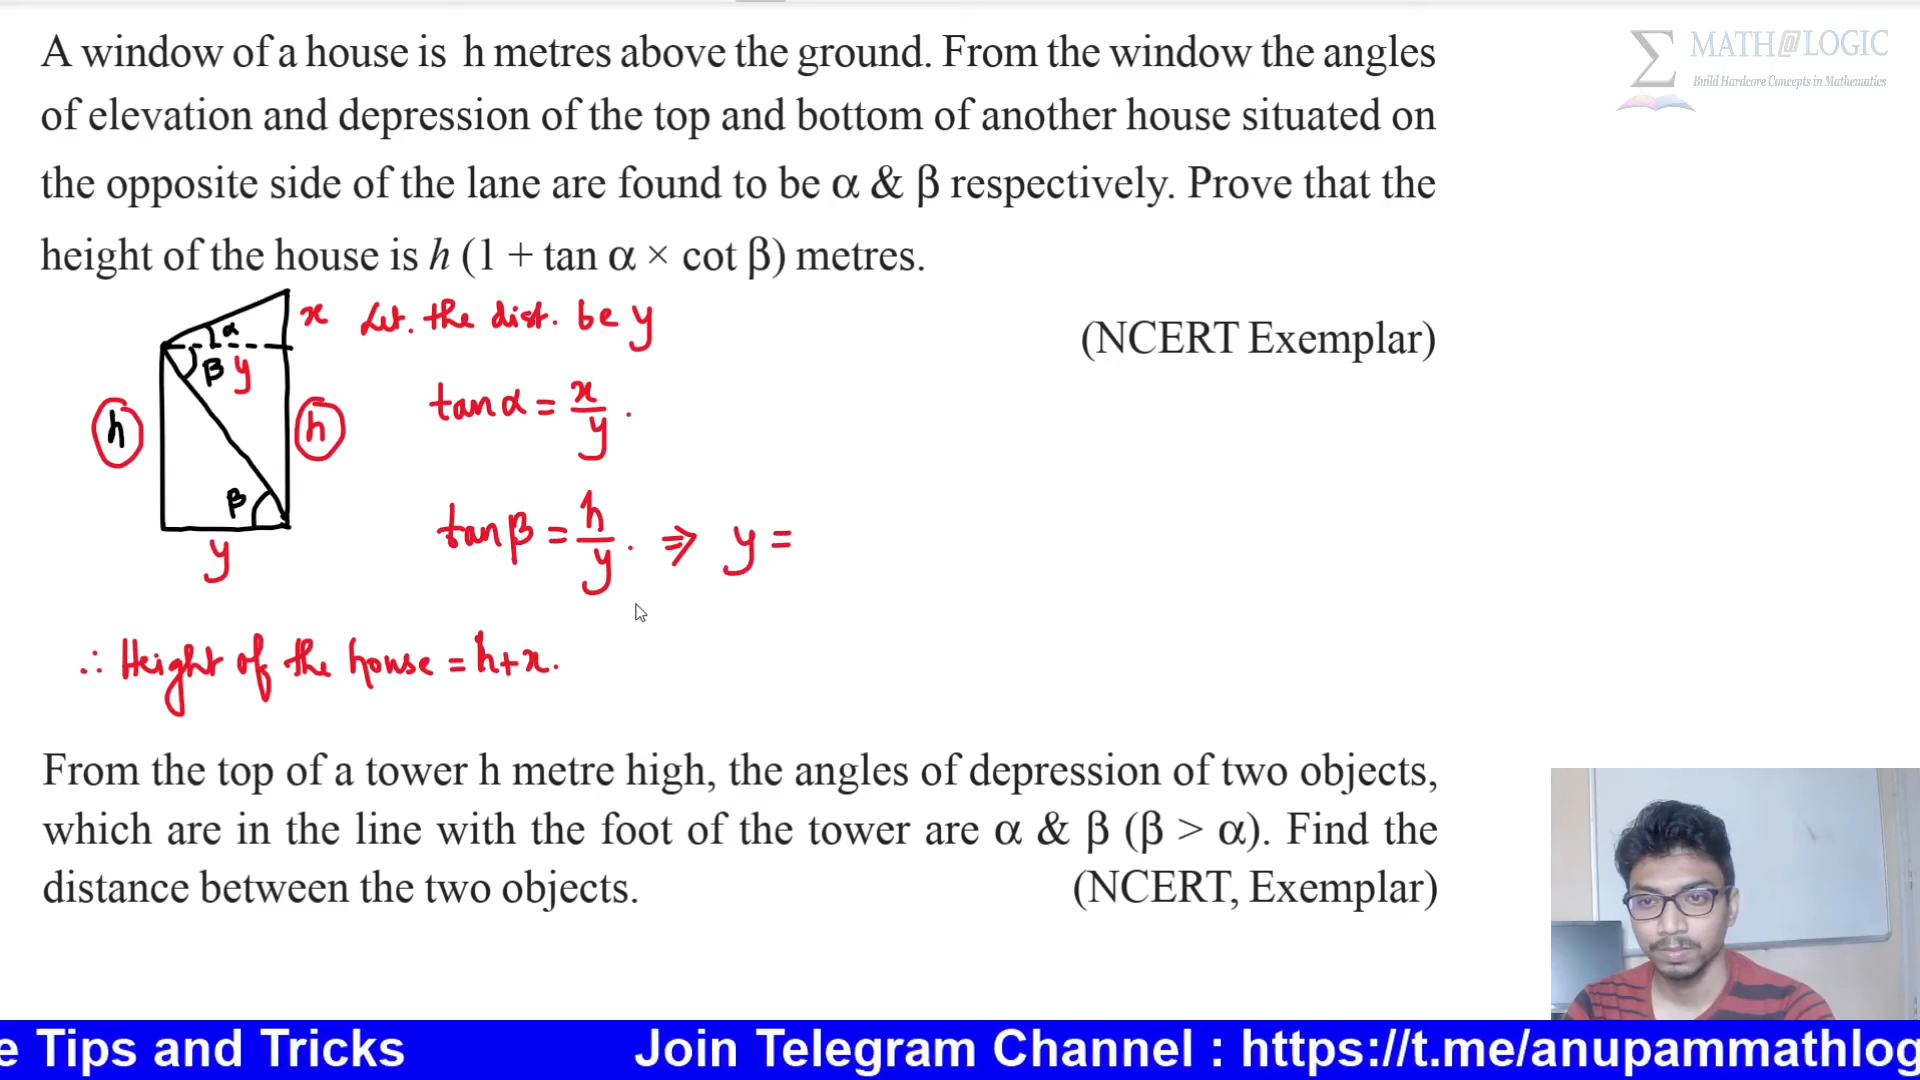 A window of a house is h metres above the ground. From the window the angles
of elevation and depression of the top and bottom of another house situated on
the opposite side of the lane are found to be α & β respectively. Prove that the
height of the house is h (1 + tan α × cot β) metres.
(NCERT Exemplar)
MATH@LOGIC
Build Hardcore Concepts in Mathematics
x Let. the dist. be y
α
β y
h
h
β
y
tan α = x/y .
tan β = h/y . ⇒ y =
∴ Height of the house = h+x.
From the top of a tower h metre high, the angles of depression of two objects,
which are in the line with the foot of the tower are α & β (β > α). Find the
distance between the two objects.
(NCERT, Exemplar)
e Tips and Tricks Join Telegram Channel : https://t.me/anupammathlog